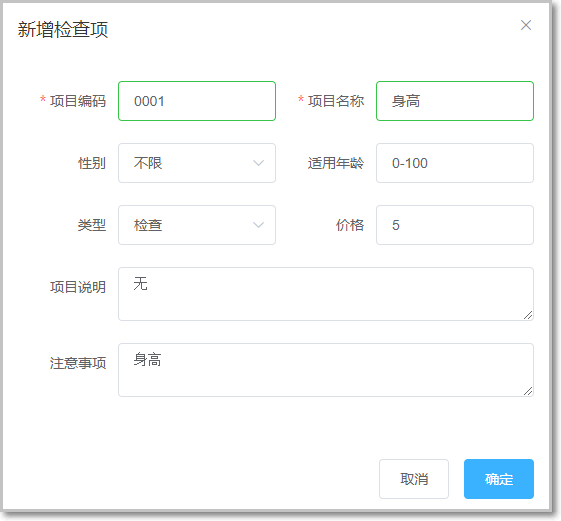 新增检查项
* 项目编码 0001 * 项目名称 身高
性别 不限 适用年龄 0-100
类型 检查 价格 5
项目说明 无
注意事项 身高
取消 确定